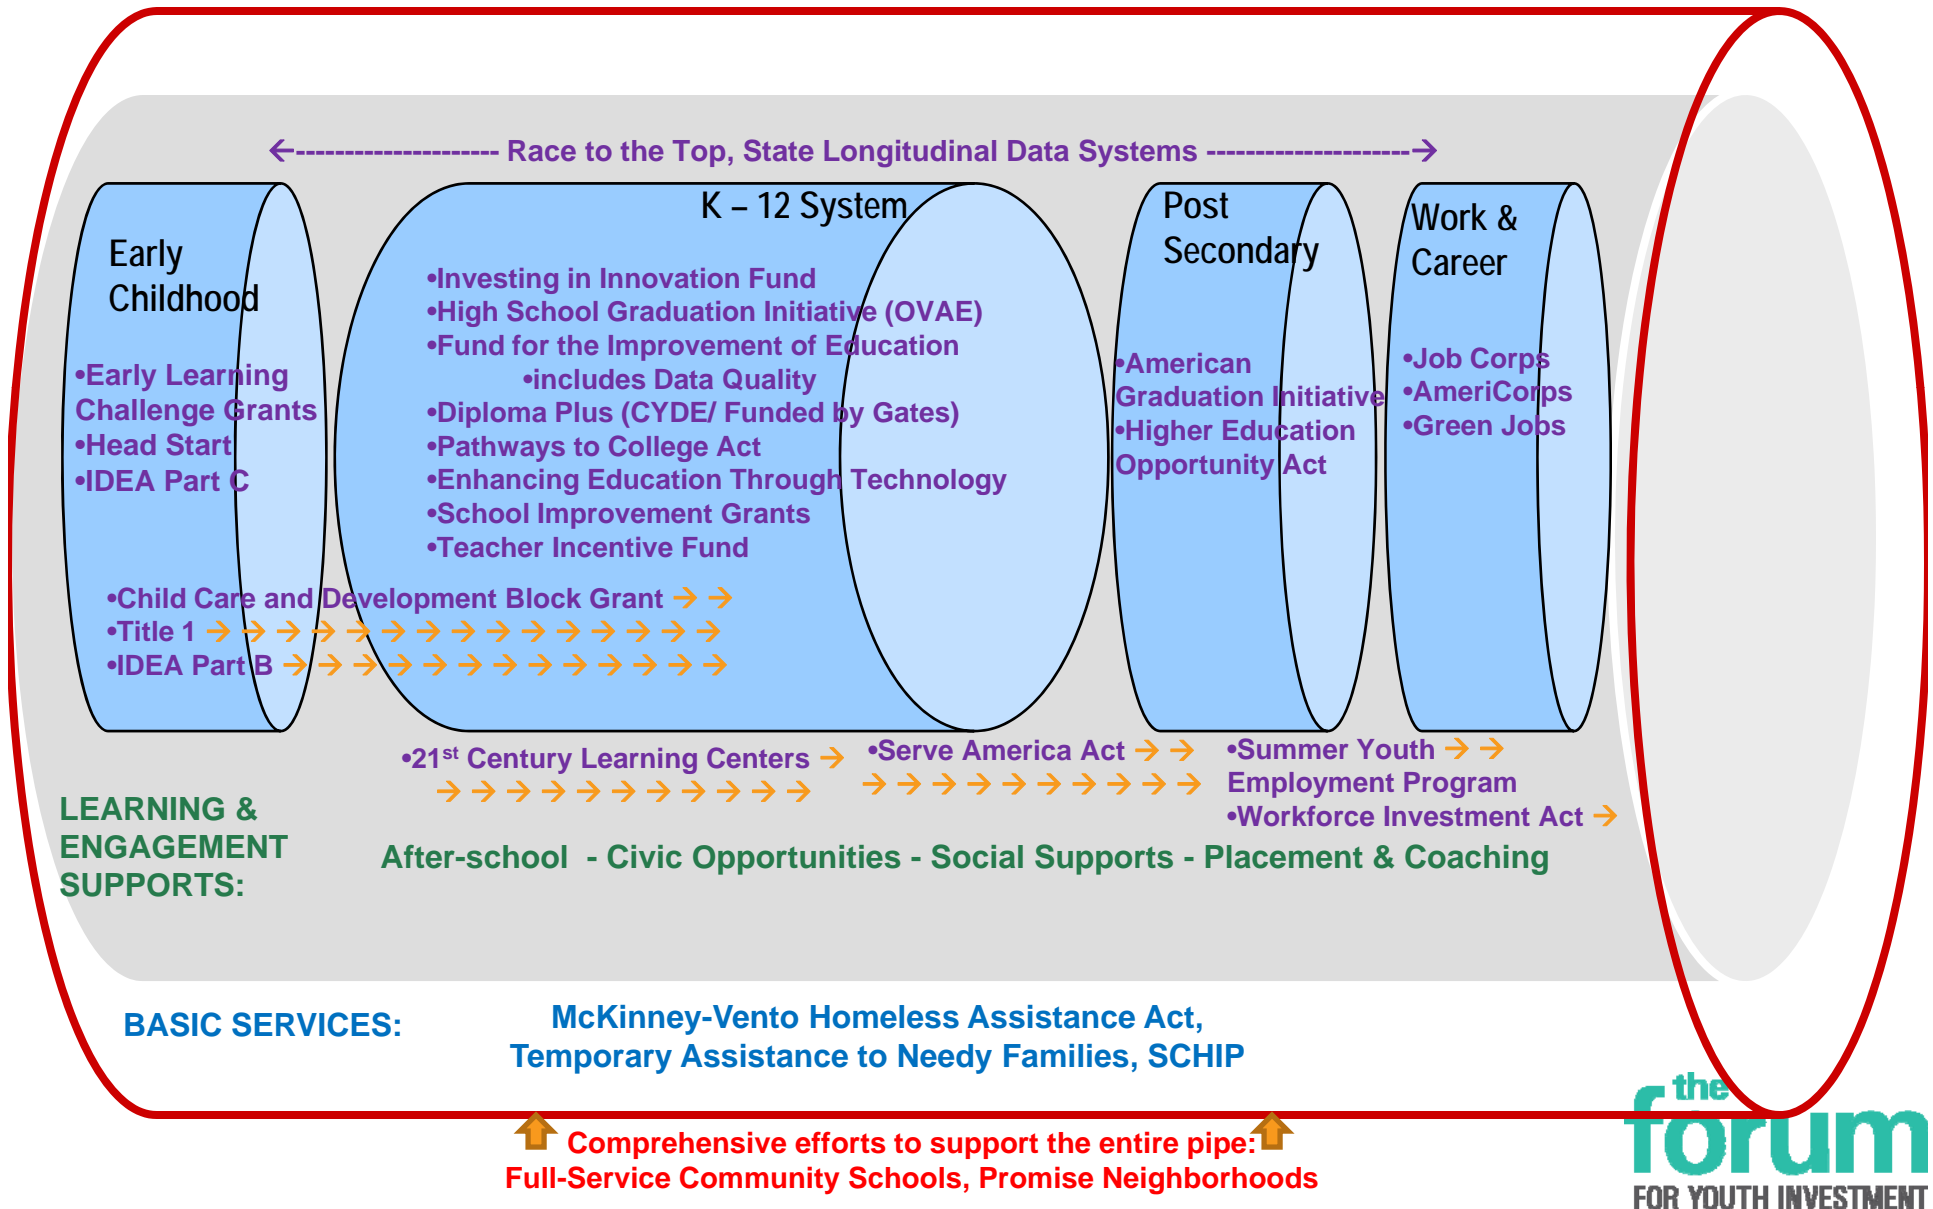 ←--------------------- Race to the Top, State Longitudinal Data Systems ---------------------→
Early
Childhood
•Early Learning
Challenge Grants
•Head Start
•IDEA Part C
K – 12 System
•Investing in Innovation Fund
•High School Graduation Initiative (OVAE)
•Fund for the Improvement of Education
•includes Data Quality
•Diploma Plus (CYDE/ Funded by Gates)
•Pathways to College Act
•Enhancing Education Through Technology
•School Improvement Grants
•Teacher Incentive Fund
Post
Secondary
•American
Graduation Initiative
•Higher Education
Opportunity Act
Work &
Career
•Job Corps
•AmeriCorps
•Green Jobs
•Child Care and Development Block Grant → →
•Title 1 → → → → → → → → → → → → → → →
•IDEA Part B → → → → → → → → → → → → →
•21st Century Learning Centers →
→ → → → → → → → → → →
•Serve America Act → →
→ → → → → → → → → →
•Summer Youth → →
Employment Program
•Workforce Investment Act →
LEARNING &
ENGAGEMENT
SUPPORTS:
After-school - Civic Opportunities - Social Supports - Placement & Coaching
BASIC SERVICES:
McKinney-Vento Homeless Assistance Act,
Temporary Assistance to Needy Families, SCHIP
Comprehensive efforts to support the entire pipe:
Full-Service Community Schools, Promise Neighborhoods
the
forum
FOR YOUTH INVESTMENT